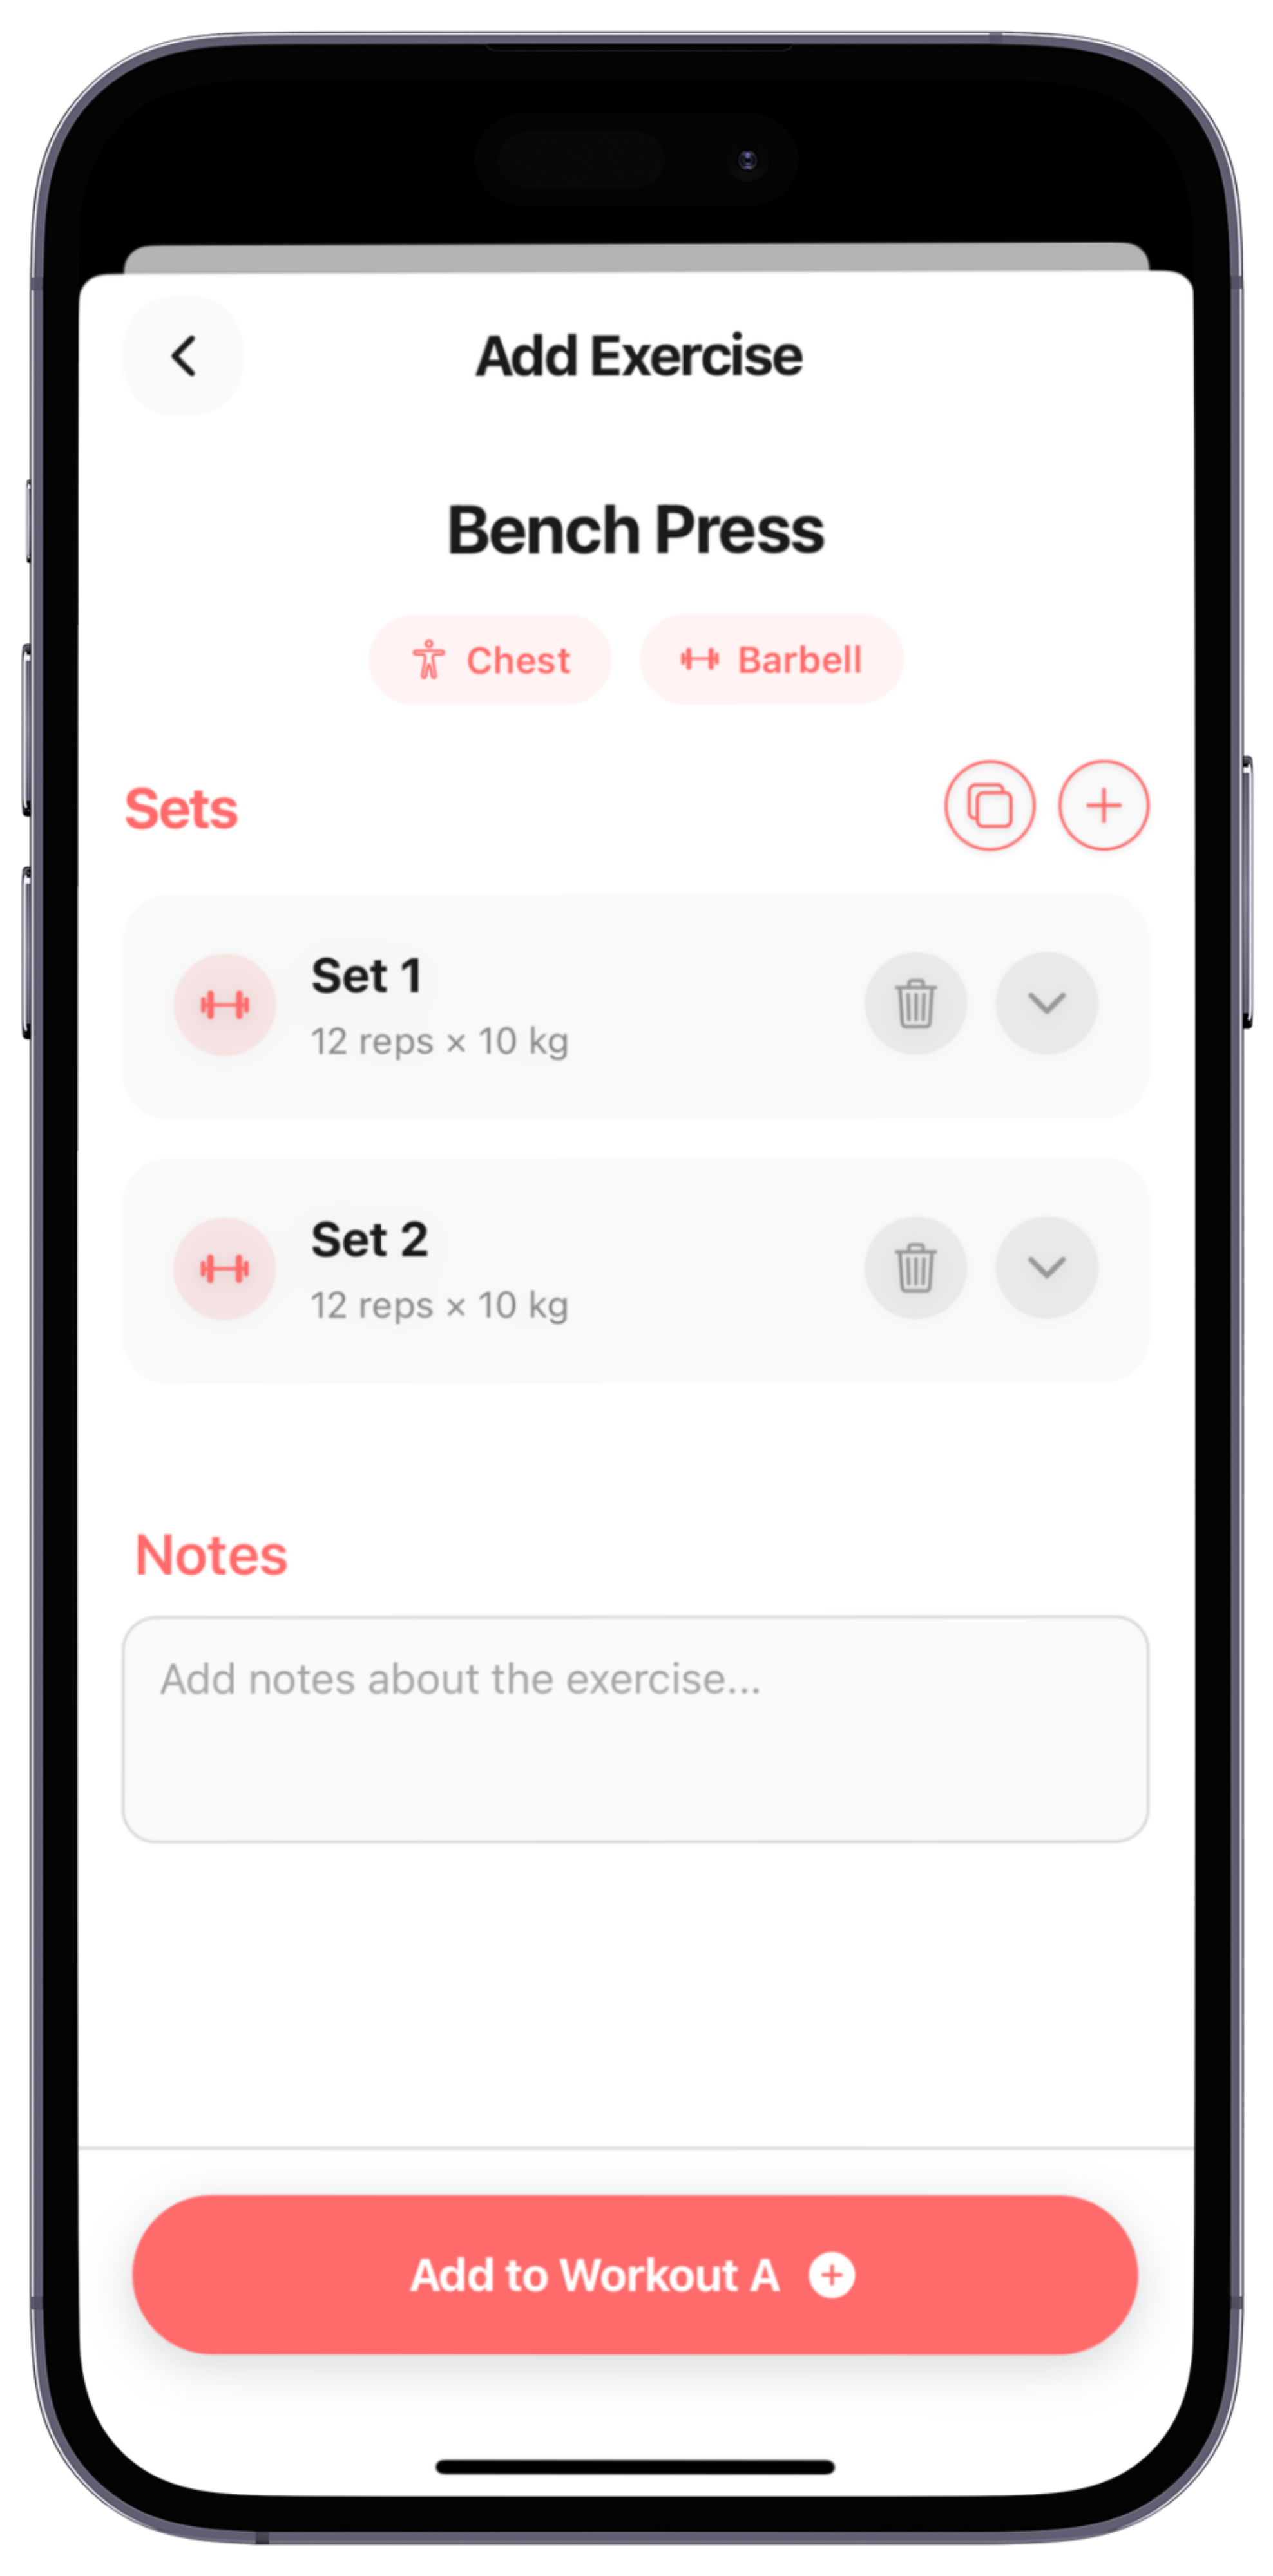 Add Exercise
Bench Press
Chest
Barbell
Sets
Set 1
12 reps × 10 kg
Set 2
12 reps × 10 kg
Notes
Add notes about the exercise...
Add to Workout A